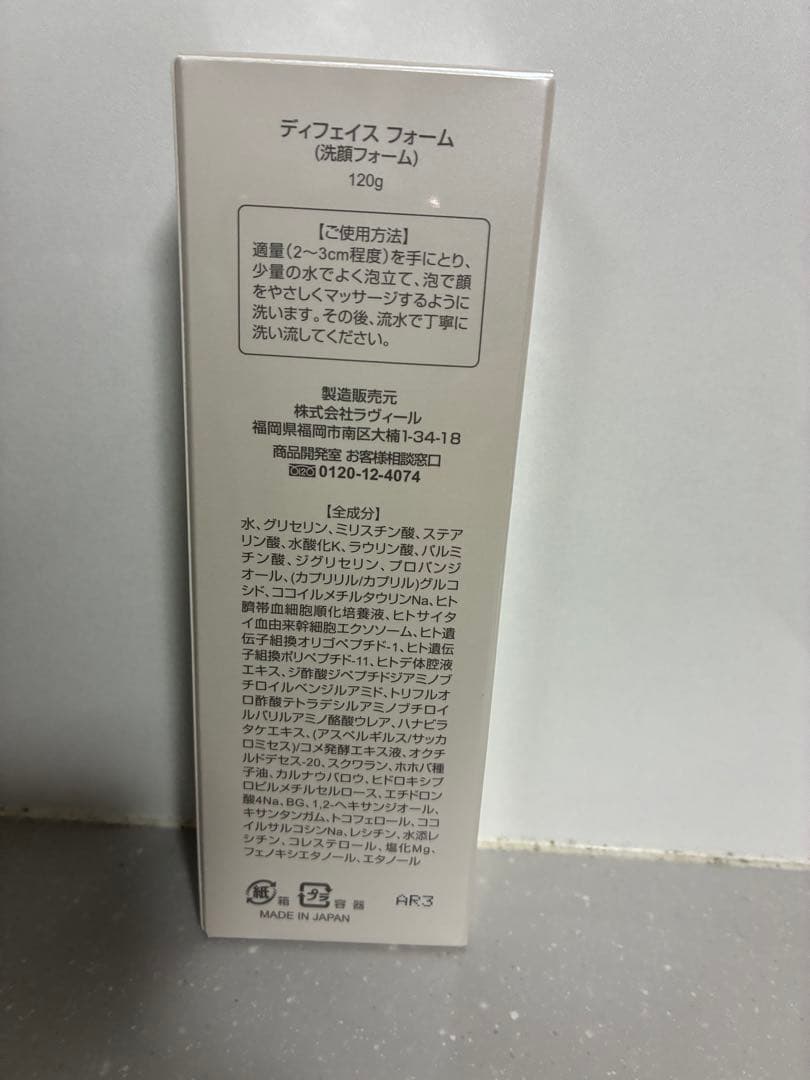 ディフェイス フォーム
(洗顔フォーム)
120g
【ご使用方法】
適量(2〜3cm程度)を手にとり、
少量の水でよく泡立て、泡で顔
をやさしくマッサージするように
洗います。その後、流水で丁寧に
洗い流してください。
製造販売元
株式会社ラヴィール
福岡県福岡市南区大楠1-34-18
商品開発室 お客様相談窓口
0120-12-4074
【全成分】
水、グリセリン、ミリスチン酸、ステア
リン酸、水酸化K、ラウリン酸、パルミ
チン酸、ジグリセリン、プロパンジ
オール、(カプリリル/カプリル)グルコ
シド、ココイルメチルタウリンNa、ヒト
臍帯血細胞順化培養液、ヒトサイタ
イ血由来幹細胞エクソソーム、ヒト遺
伝子組換オリゴペプチド-1、ヒト遺伝
子組換ポリペプチド-11、ヒトデ体腔液
エキス、ジ酢酸ジペプチドジアミノブ
チロイルベンジルアミド、トリフルオ
ロ酢酸テトラデシルアミノブチロイ
ルバリルアミノ酪酸ウレア、ハナビラ
タケエキス、(アスペルギルス/サッカ
ロミセス)/コメ発酵エキス液、オクチ
ルドデセス-20、スクワラン、ホホバ種
子油、カルナウバロウ、ヒドロキシプ
ロピルメチルセルロース、エチドロン
酸4Na、BG、1,2-ヘキサンジオール、
キサンタンガム、トコフェロール、ココ
イルサルコシンNa、レシチン、水添レ
シチン、コレステロール、塩化Mg、
フェノキシエタノール、エタノール
紙 箱 プラ 容器 AR3
MADE IN JAPAN